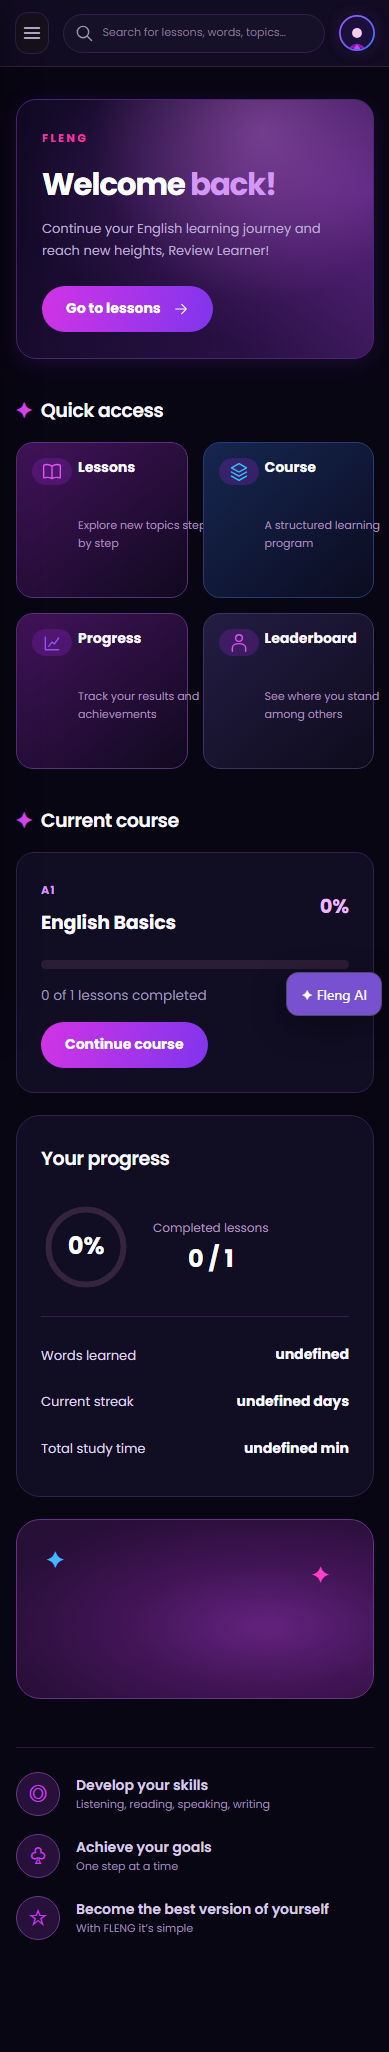 Search for lessons, words, topics...
FLENG
Welcome back!
Continue your English learning journey and
reach new heights, Review Learner!
Go to lessons →
✦ Quick access
Lessons
Explore new topics step
by step
Course
A structured learning
program
Progress
Track your results and
achievements
Leaderboard
See where you stand
among others
✦ Current course
A1
English Basics
0%
0 of 1 lessons completed
✦ Fleng AI
Continue course
Your progress
0%
Completed lessons
0 / 1
Words learned undefined
Current streak undefined days
Total study time undefined min
Develop your skills
Listening, reading, speaking, writing
Achieve your goals
One step at a time
Become the best version of yourself
With FLENG it's simple